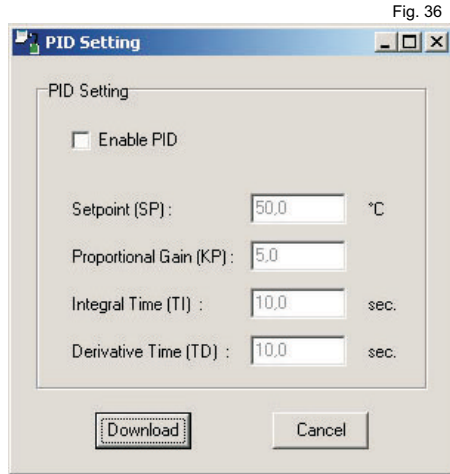 Fig. 36
PID Setting
PID Setting
Enable PID
Setpoint (SP) : 50,0 °C
Proportional Gain (KP) : 5,0
Integral Time (TI) : 10,0 sec.
Derivative Time (TD) : 10,0 sec.
Download Cancel